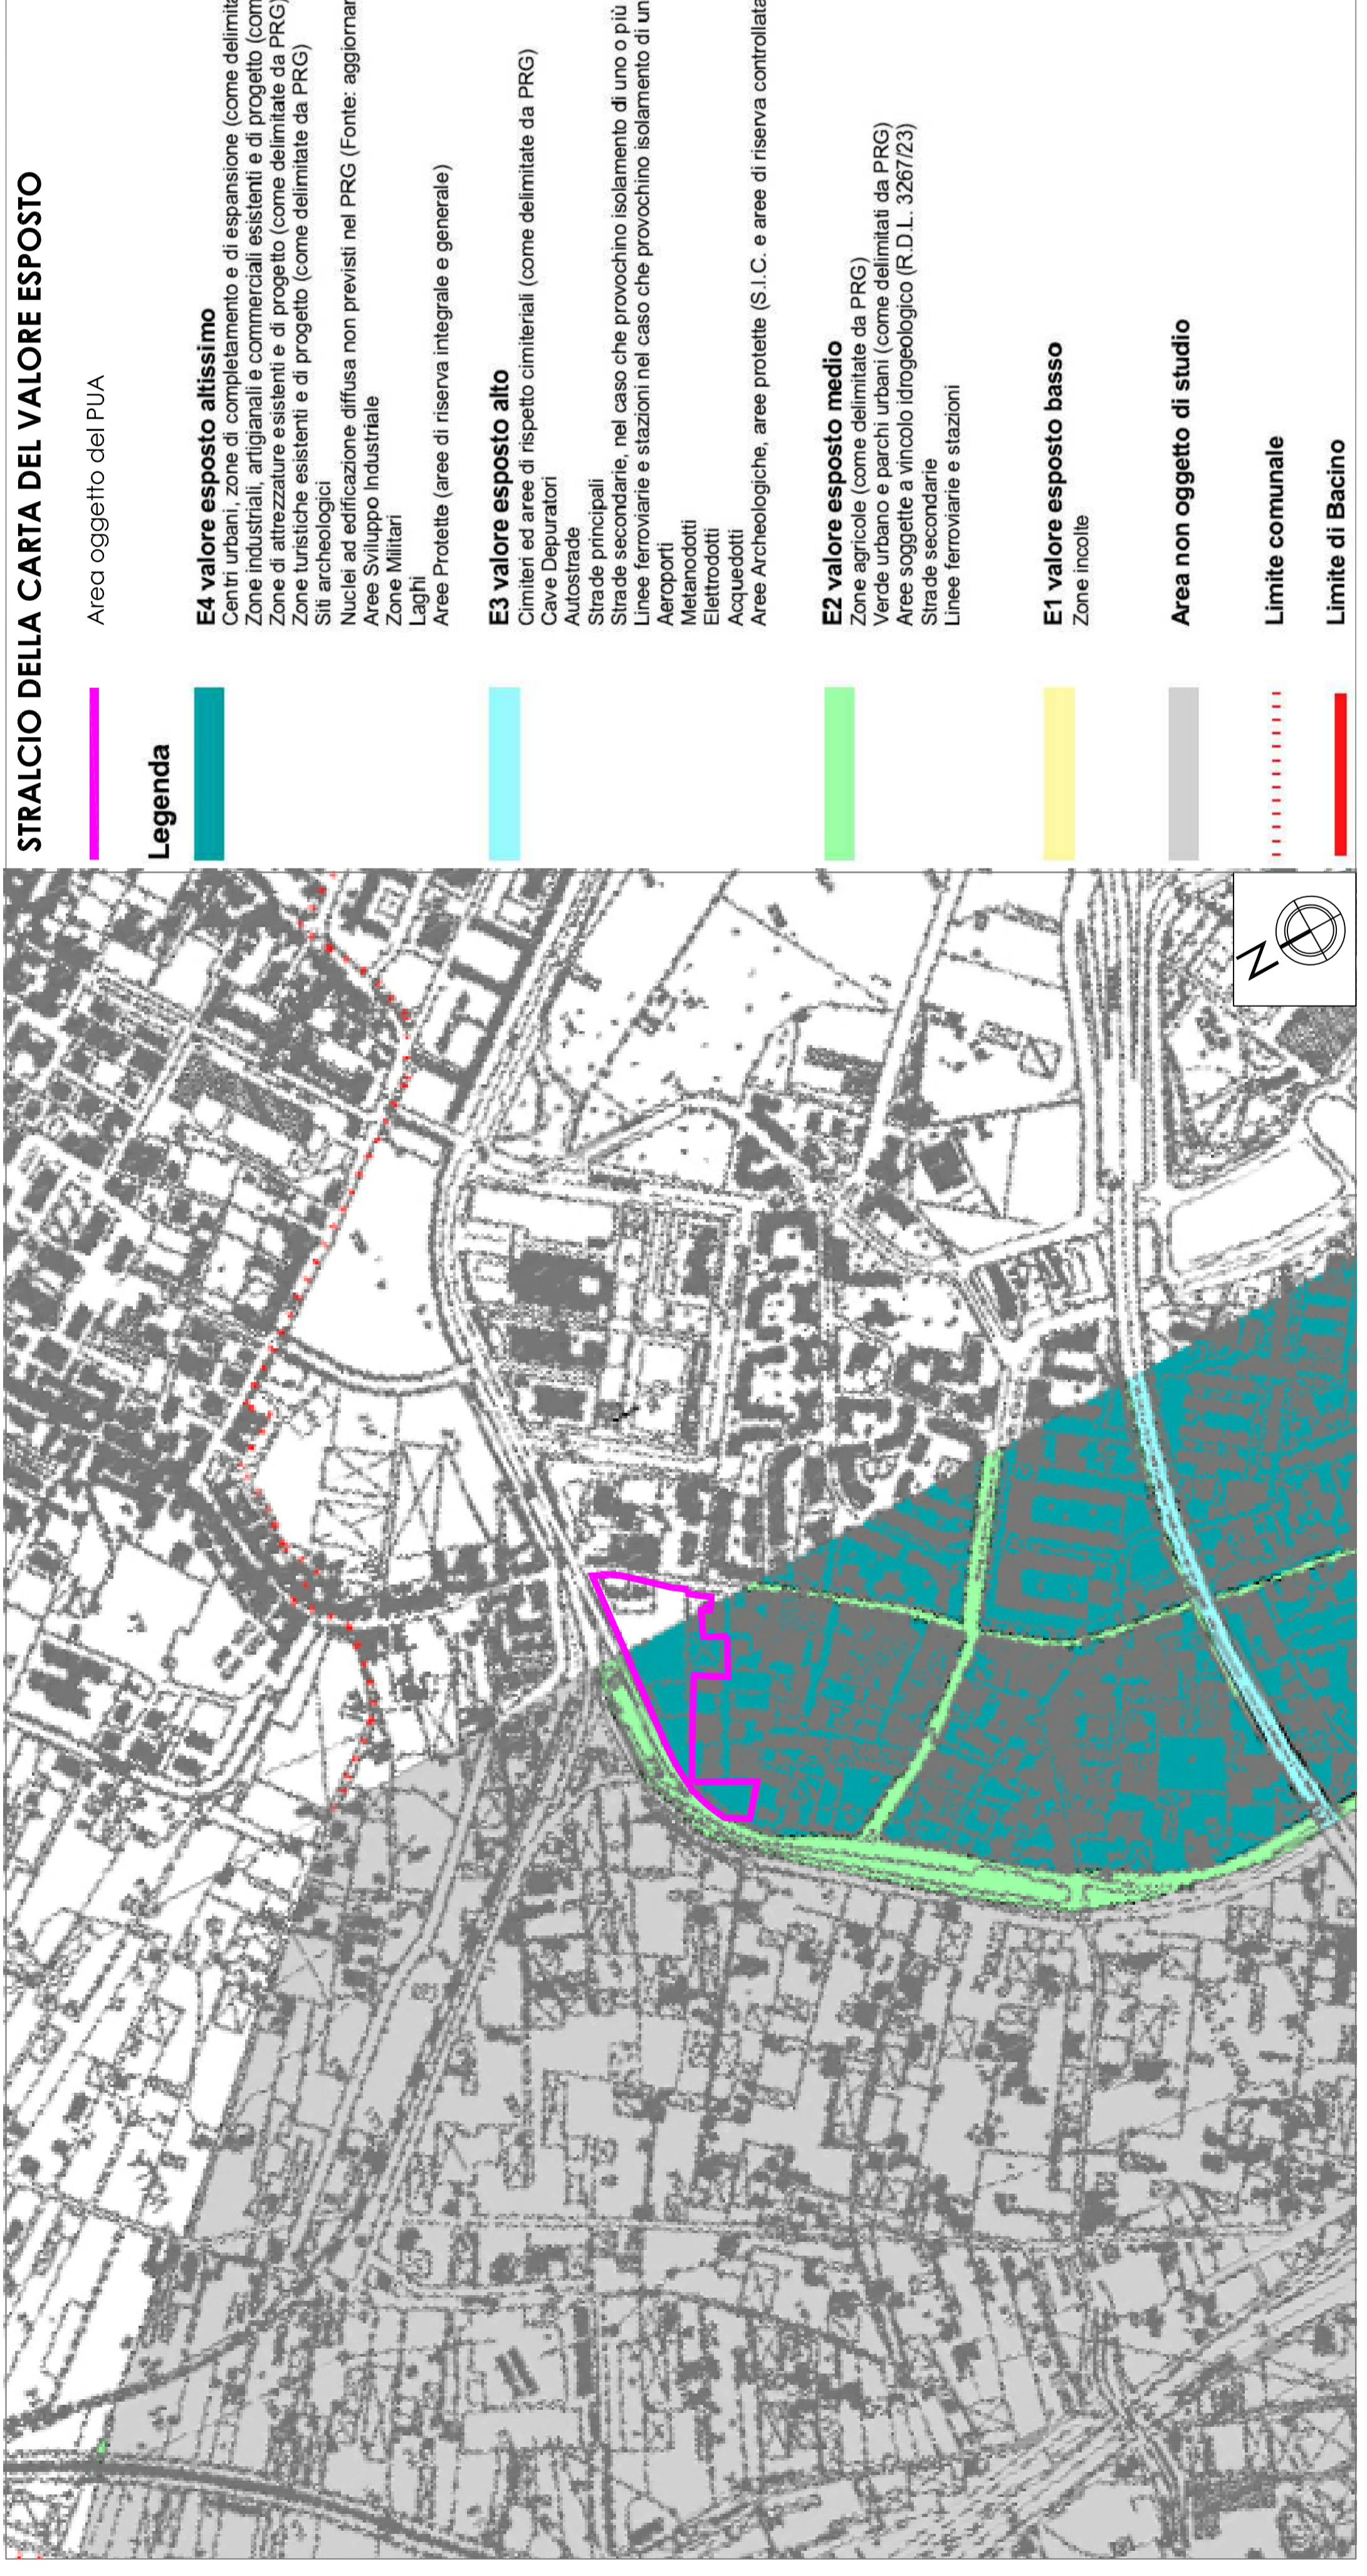 STRALCIO DELLA CARTA DEL VALORE ESPOSTO
Area oggetto del PUA
Legenda
E4 valore esposto altissimo
Centri urbani, zone di completamento e di espansione (come delimita
Zone industriali, artigianali e commerciali esistenti e di progetto (com
Zone di attrezzature esistenti e di progetto (come delimitate da PRG)
Zone turistiche esistenti e di progetto (come delimitate da PRG)
Siti archeologici
Nuclei ad edificazione diffusa non previsti nel PRG (Fonte: aggiornar
Aree Sviluppo Industriale
Zone Militari
Laghi
Aree Protette (aree di riserva integrale e generale)
E3 valore esposto alto
Cimiteri ed aree di rispetto cimiteriali (come delimitate da PRG)
Cave Depuratori
Autostrade
Strade principali
Strade secondarie, nel caso che provochino isolamento di uno o più
Linee ferroviarie e stazioni nel caso che provochino isolamento di un
Aeroporti
Metanodotti
Elettrodotti
Acquedotti
Aree Archeologiche, aree protette (S.I.C. e aree di riserva controllata
E2 valore esposto medio
Zone agricole (come delimitate da PRG)
Verde urbano e parchi urbani (come delimitati da PRG)
Aree soggette a vincolo idrogeologico (R.D.L. 3267/23)
Strade secondarie
Linee ferroviarie e stazioni
E1 valore esposto basso
Zone incolte
Area non oggetto di studio
Limite comunale
Limite di Bacino
N